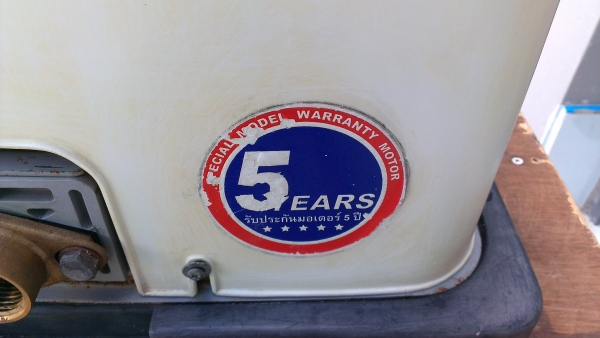 SPECIAL MODEL WARRANTY MOTOR
5 YEARS
รับประกันมอเตอร์ 5 ปี